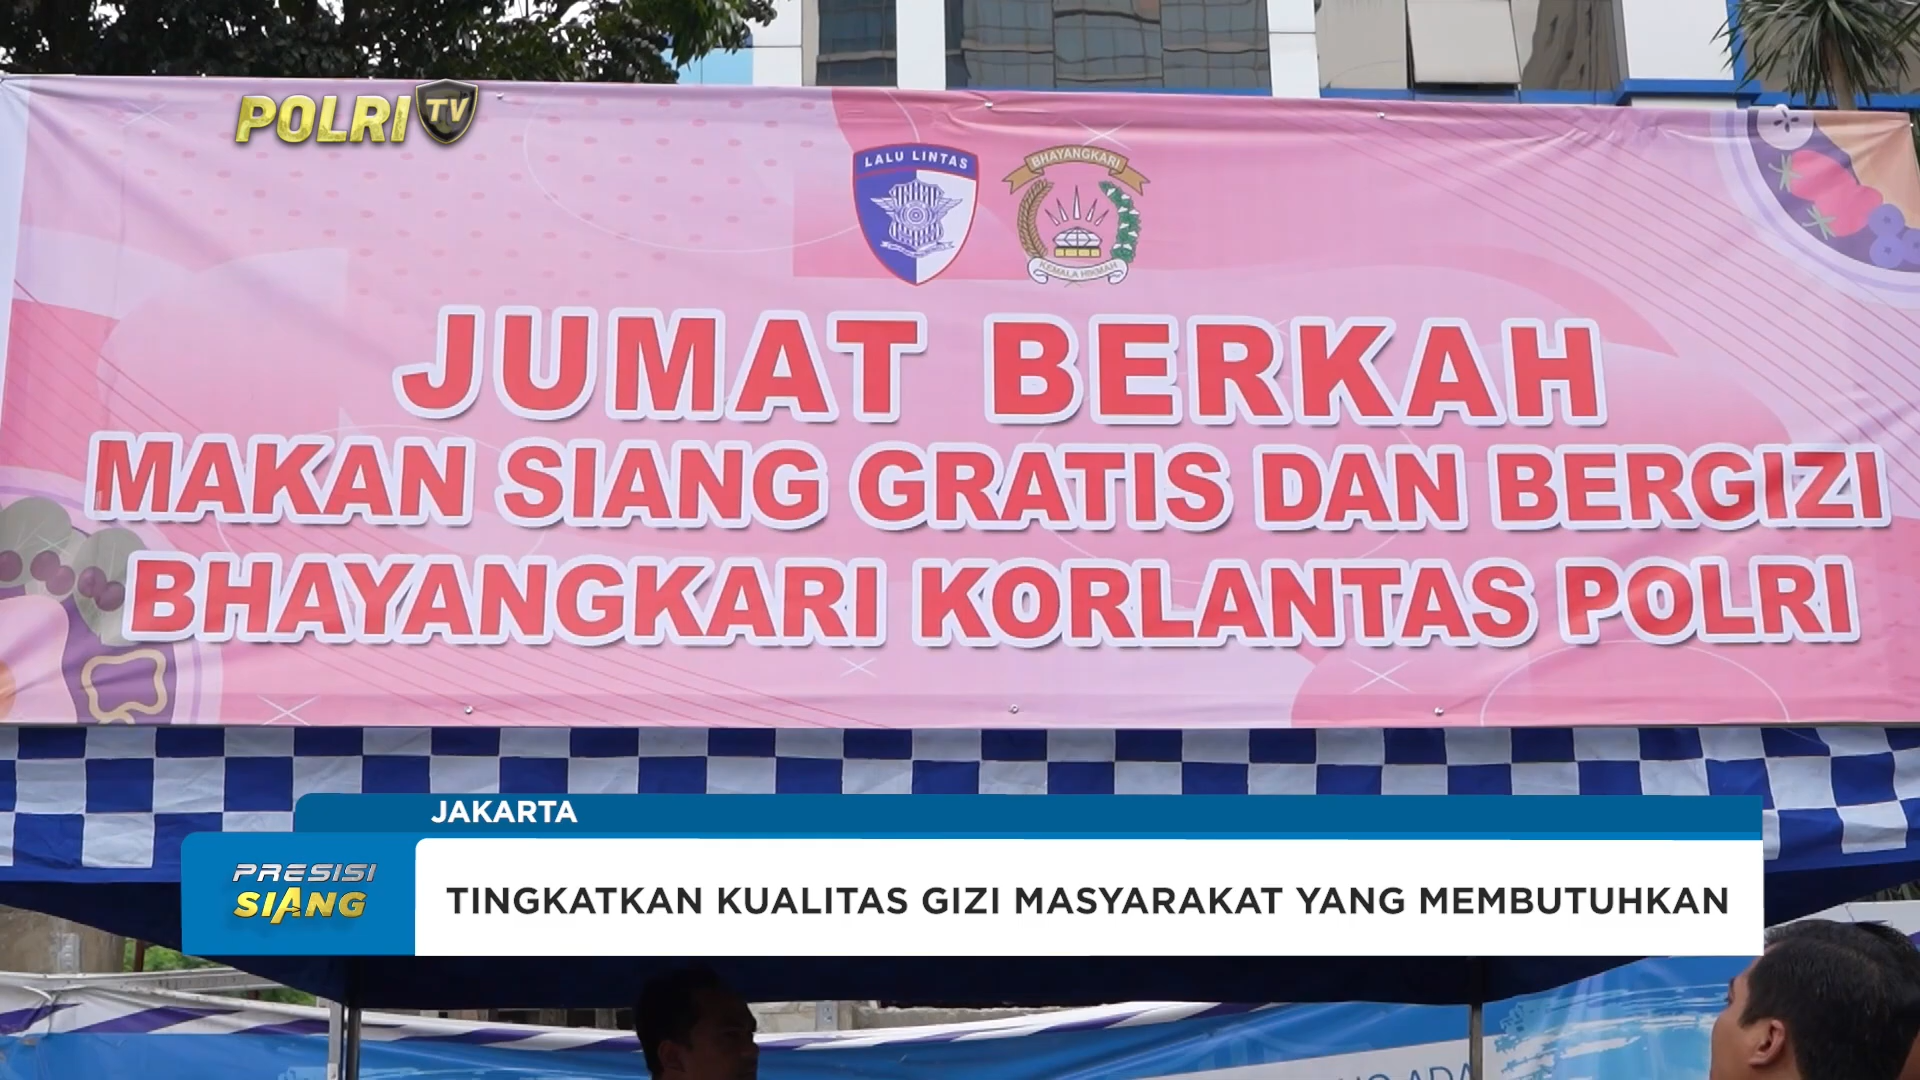 POLRI TV
LALU LINTAS
BHAYANGKARI
KEMALA HIKMAH
JUMAT BERKAH
MAKAN SIANG GRATIS DAN BERGIZI
BHAYANGKARI KORLANTAS POLRI
JAKARTA
PRESISI
SIANG
TINGKATKAN KUALITAS GIZI MASYARAKAT YANG MEMBUTUHKAN